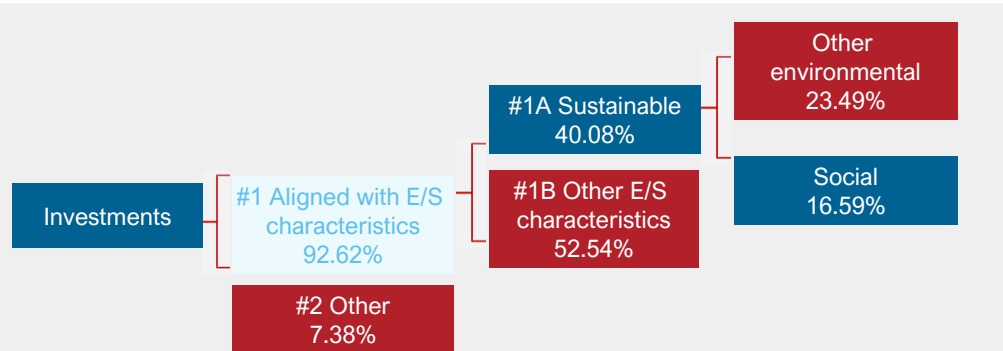 Investments
#1 Aligned with E/S
characteristics
92.62%
#2 Other
7.38%
#1A Sustainable
40.08%
#1B Other E/S
characteristics
52.54%
Other
environmental
23.49%
Social
16.59%